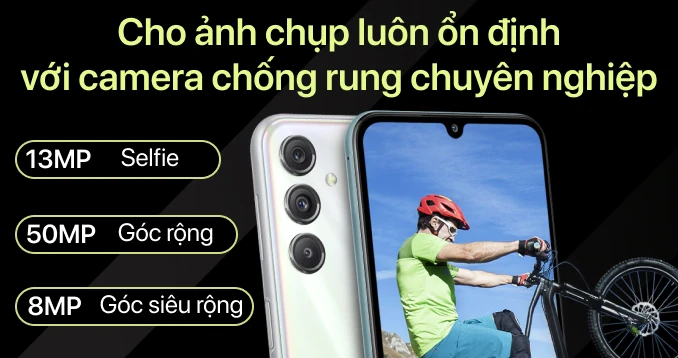 Cho ảnh chụp luôn ổn định
với camera chống rung chuyên nghiệp
13MP Selfie
50MP Góc rộng
8MP Góc siêu rộng